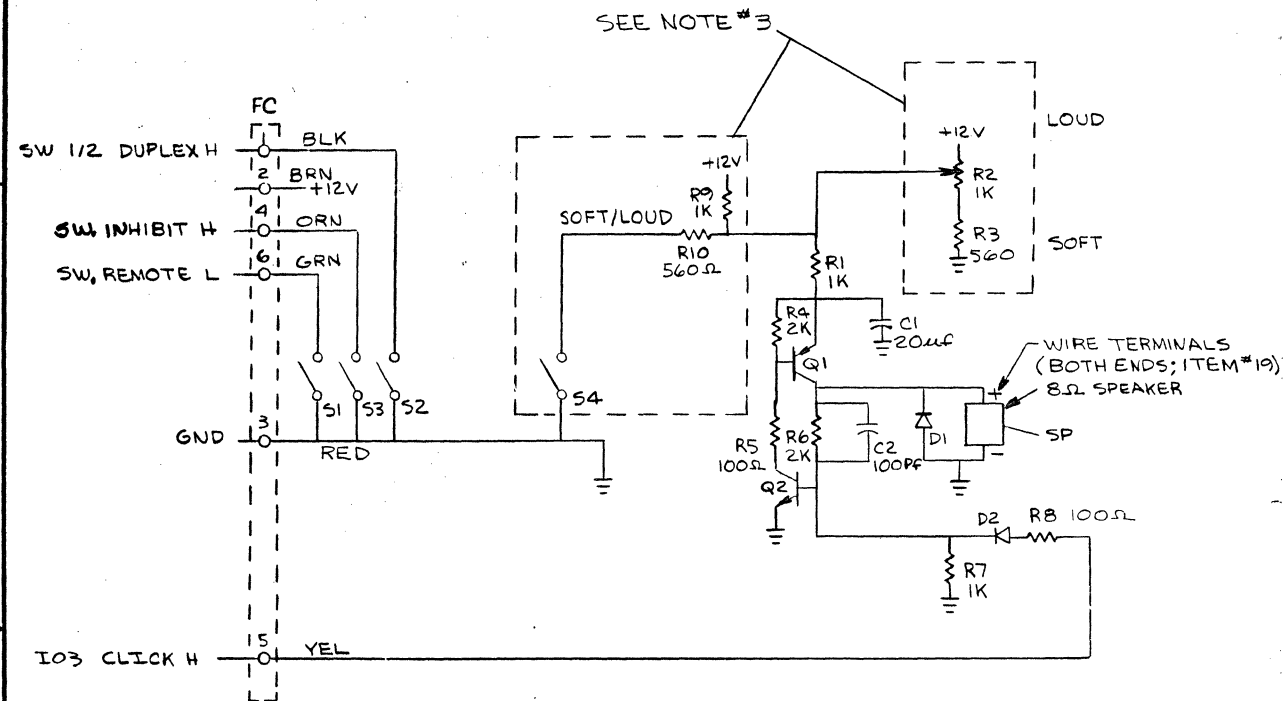 SEE NOTE #3
FC
LOUD
SW 1/2 DUPLEX H
1
BLK
+12V
2
BRN
+12V
+12V
R2
1K
R9
1K
4
SW. INHIBIT H
ORN
SOFT/LOUD
R3
560
SOFT
6
SW. REMOTE L
GRN
R10
560Ω
R1
1K
R4
2K
C1
20uf
WIRE TERMINALS
(BOTH ENDS; ITEM #19)
8Ω SPEAKER
Q1
+
S1
S3
S2
S4
D1
SP
-
3
GND
RED
R5
100Ω
R6
2K
C2
100Pf
Q2
D2
R8 100Ω
R7
1K
5
IO3 CLICK H
YEL